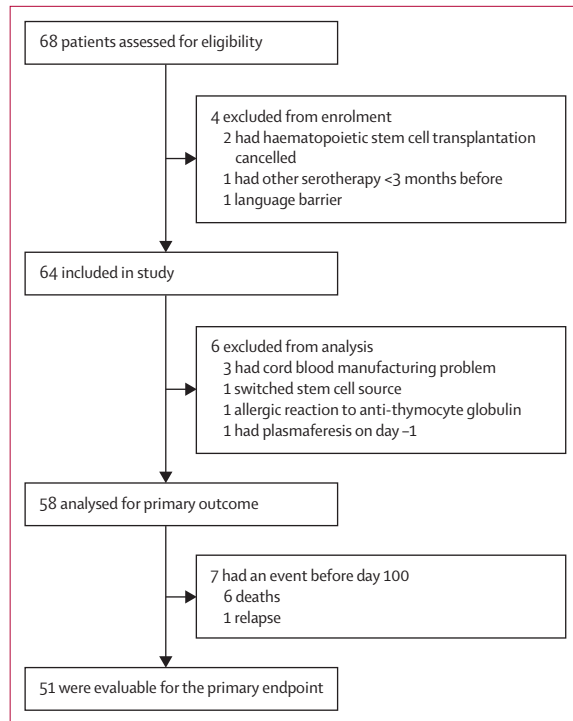 68 patients assessed for eligibility
4 excluded from enrolment
2 had haematopoietic stem cell transplantation
cancelled
1 had other serotherapy <3 months before
1 language barrier
64 included in study
6 excluded from analysis
3 had cord blood manufacturing problem
1 switched stem cell source
1 allergic reaction to anti-thymocyte globulin
1 had plasmaferesis on day –1
58 analysed for primary outcome
7 had an event before day 100
6 deaths
1 relapse
51 were evaluable for the primary endpoint